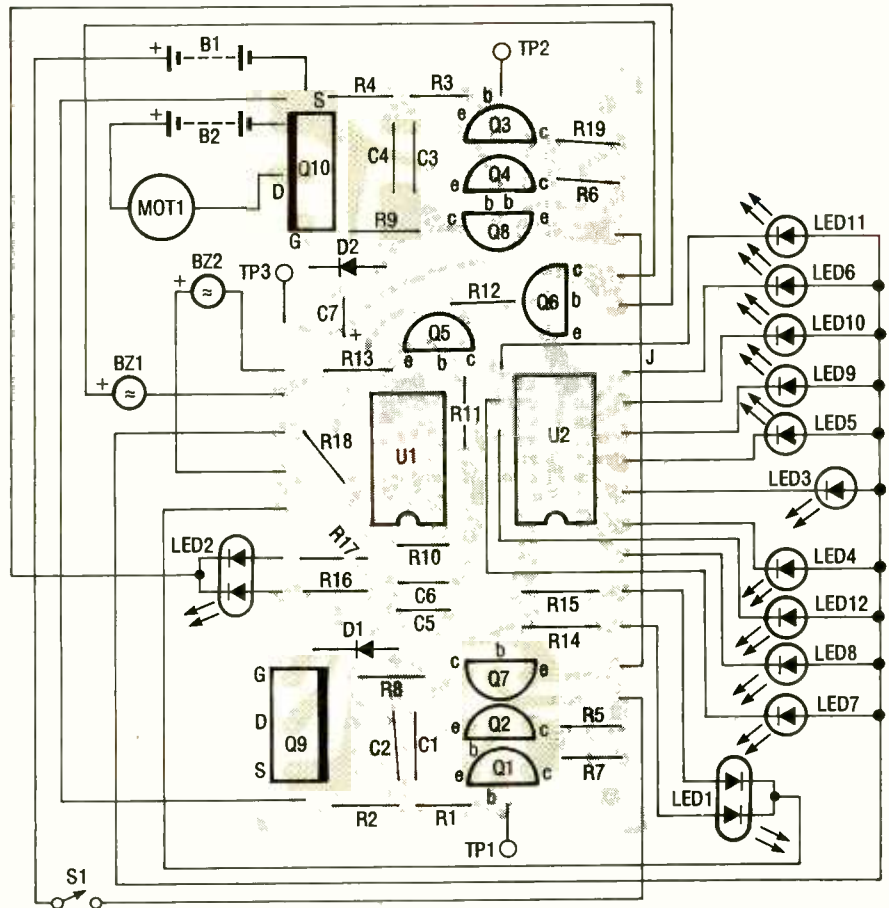 B1
TP2
R4
R3
S
b
e
Q3
c
R19
B2
Q10
C4
C3
Q4
e
c
R6
D
b b
MOT1
R9
c
Q8
e
G
LED11
D2
TP3
BZ2
LED6
c
R12
Q6
b
C7
Q5
e
LED10
e
b
c
R13
J
BZ1
LED9
R11
U2
R18
U1
LED5
LED3
LED2
R17
R10
LED4
R16
C6
R15
C5
LED12
R14
D1
b
G
c
Q7
e
LED8
R8
D
e
Q2
c
R5
LED7
Q9
C2
C1
b
S
e
Q1
c
R7
b
LED1
R2
R1
TP1
S1
+
+
+
+
+